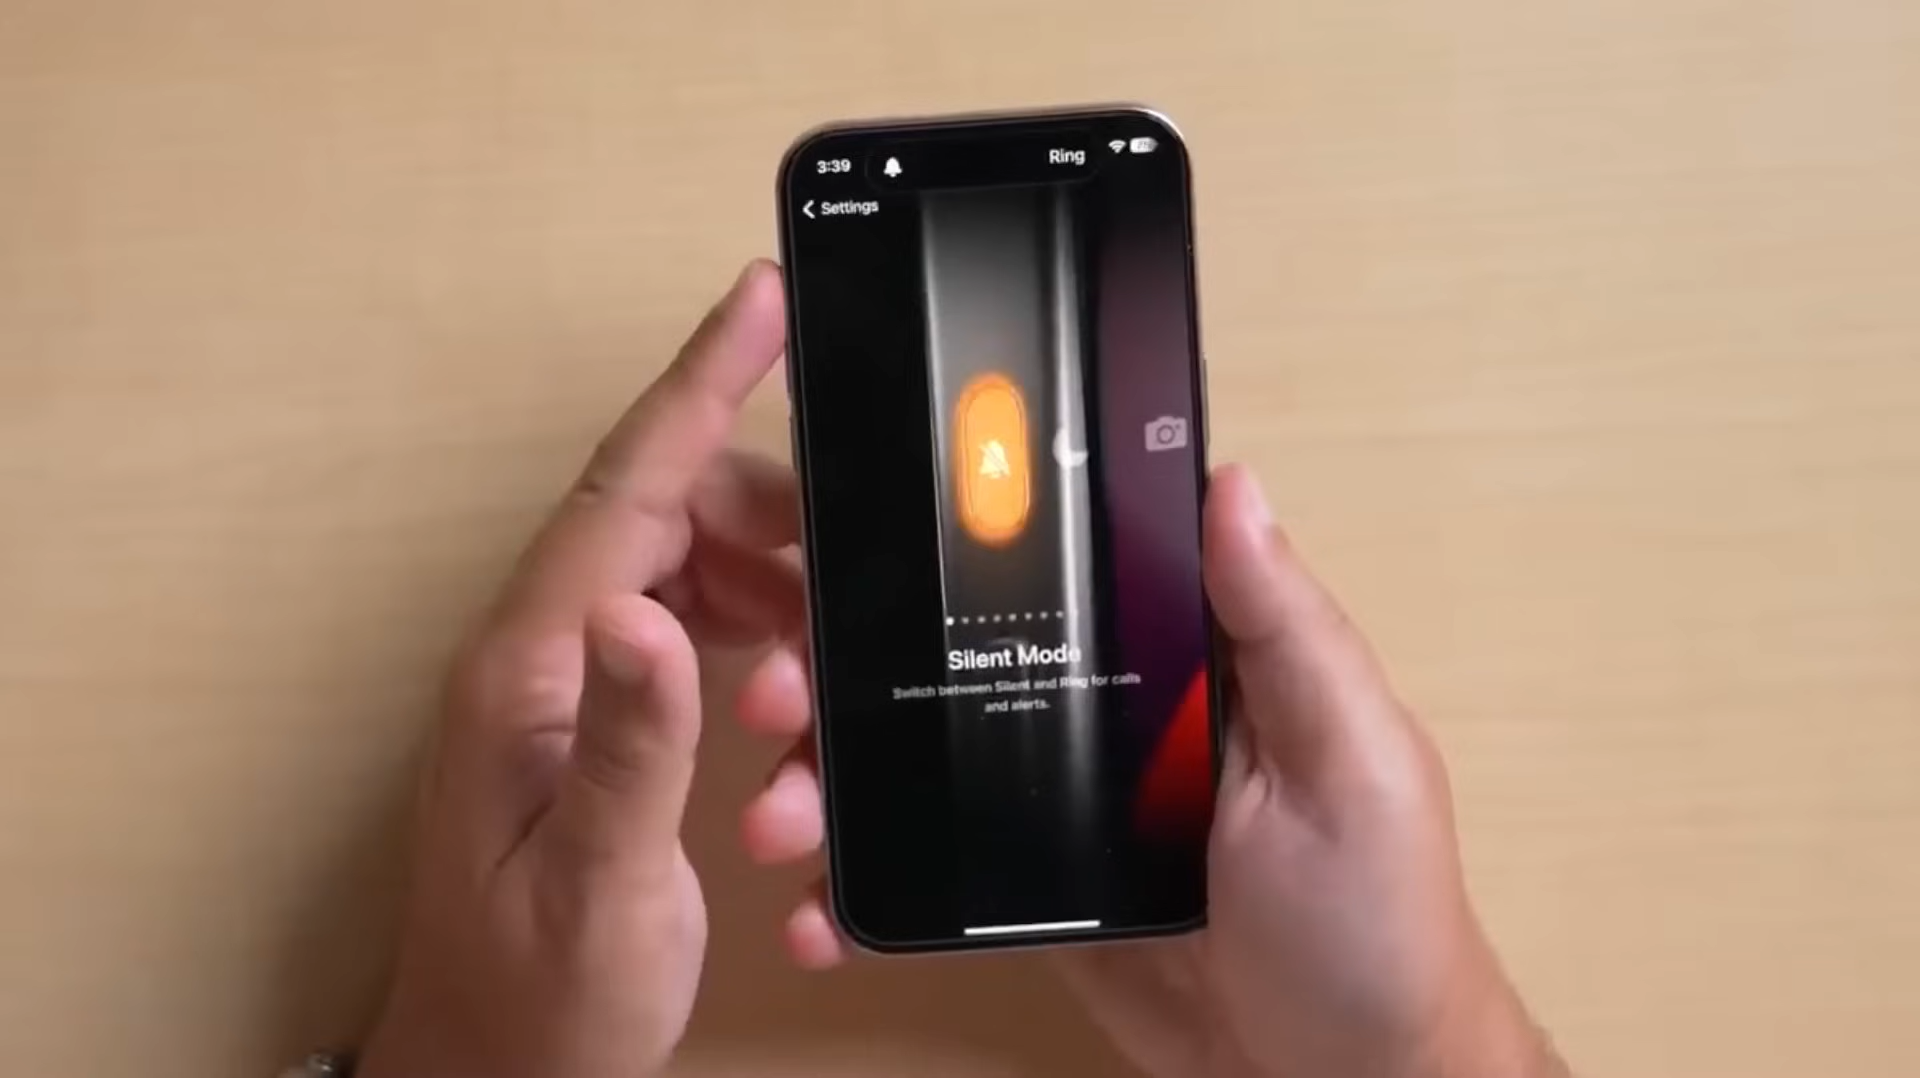 3:39
Ring
Settings
Silent Mode
Switch between Silent and Ring for calls
and alerts.